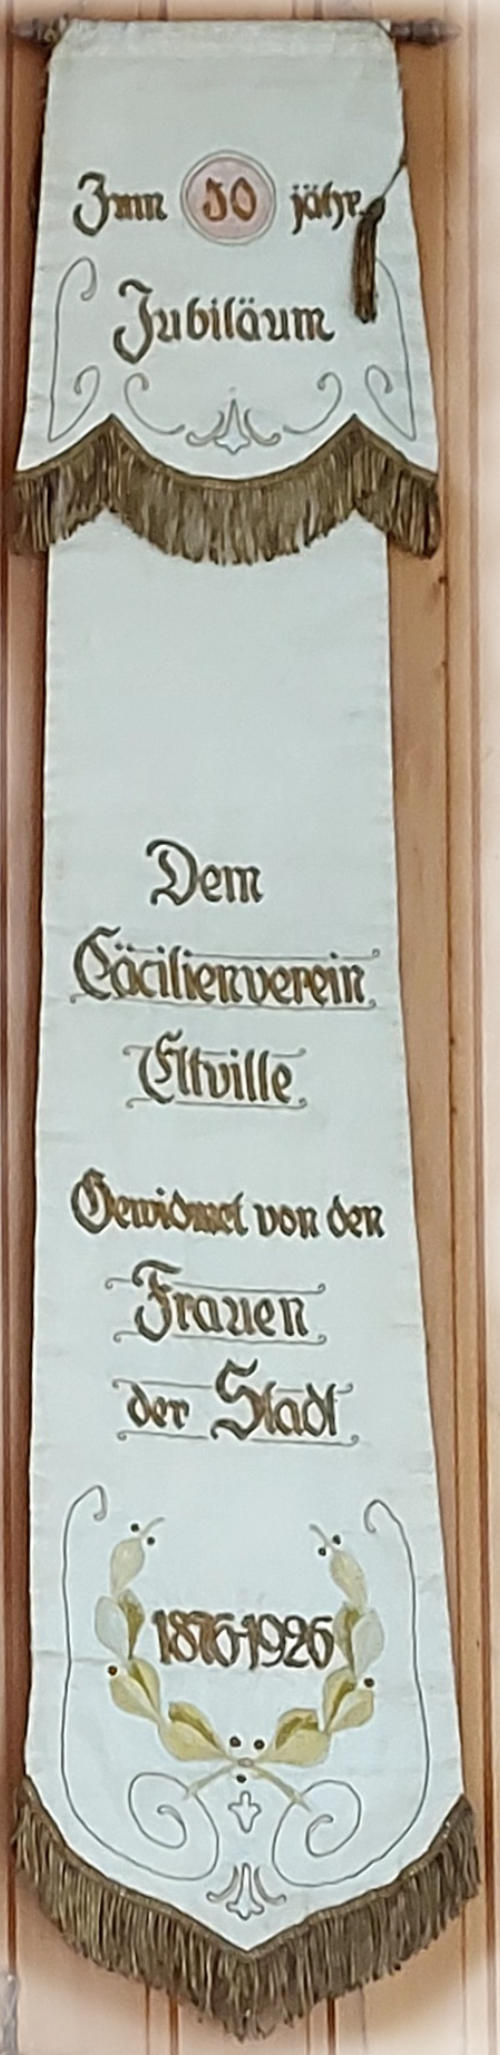 Zum 50 jähr.
Jubiläum
Dem
Cäcilienverein
Eltville
Gewidmet von den
Frauen
der Stadt
1876-1926